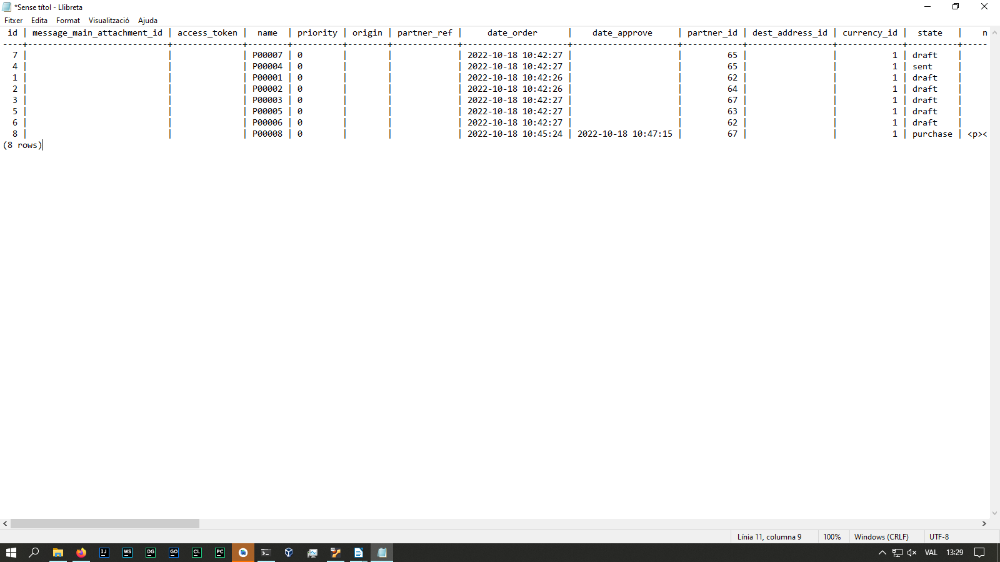 *Sense títol - Llibreta
Fitxer Edita Format Visualització Ajuda
id | message_main_attachment_id | access_token | name | priority | origin | partner_ref | date_order | date_approve | partner_id | dest_address_id | currency_id | state | n
7 | | | P00007 | 0 | | | 2022-10-18 10:42:27 | | 65 | | 1 | draft |
4 | | | P00004 | 0 | | | 2022-10-18 10:42:27 | | 65 | | 1 | sent |
1 | | | P00001 | 0 | | | 2022-10-18 10:42:26 | | 62 | | 1 | draft |
2 | | | P00002 | 0 | | | 2022-10-18 10:42:26 | | 64 | | 1 | draft |
3 | | | P00003 | 0 | | | 2022-10-18 10:42:27 | | 67 | | 1 | draft |
5 | | | P00005 | 0 | | | 2022-10-18 10:42:27 | | 63 | | 1 | draft |
6 | | | P00006 | 0 | | | 2022-10-18 10:42:27 | | 62 | | 1 | draft |
8 | | | P00008 | 0 | | | 2022-10-18 10:45:24 | 2022-10-18 10:47:15 | 67 | | 1 | purchase | <p><
(8 rows)
Línia 11, columna 9 100% Windows (CRLF) UTF-8
IJ WS DG GO CL PC VAL 13:29